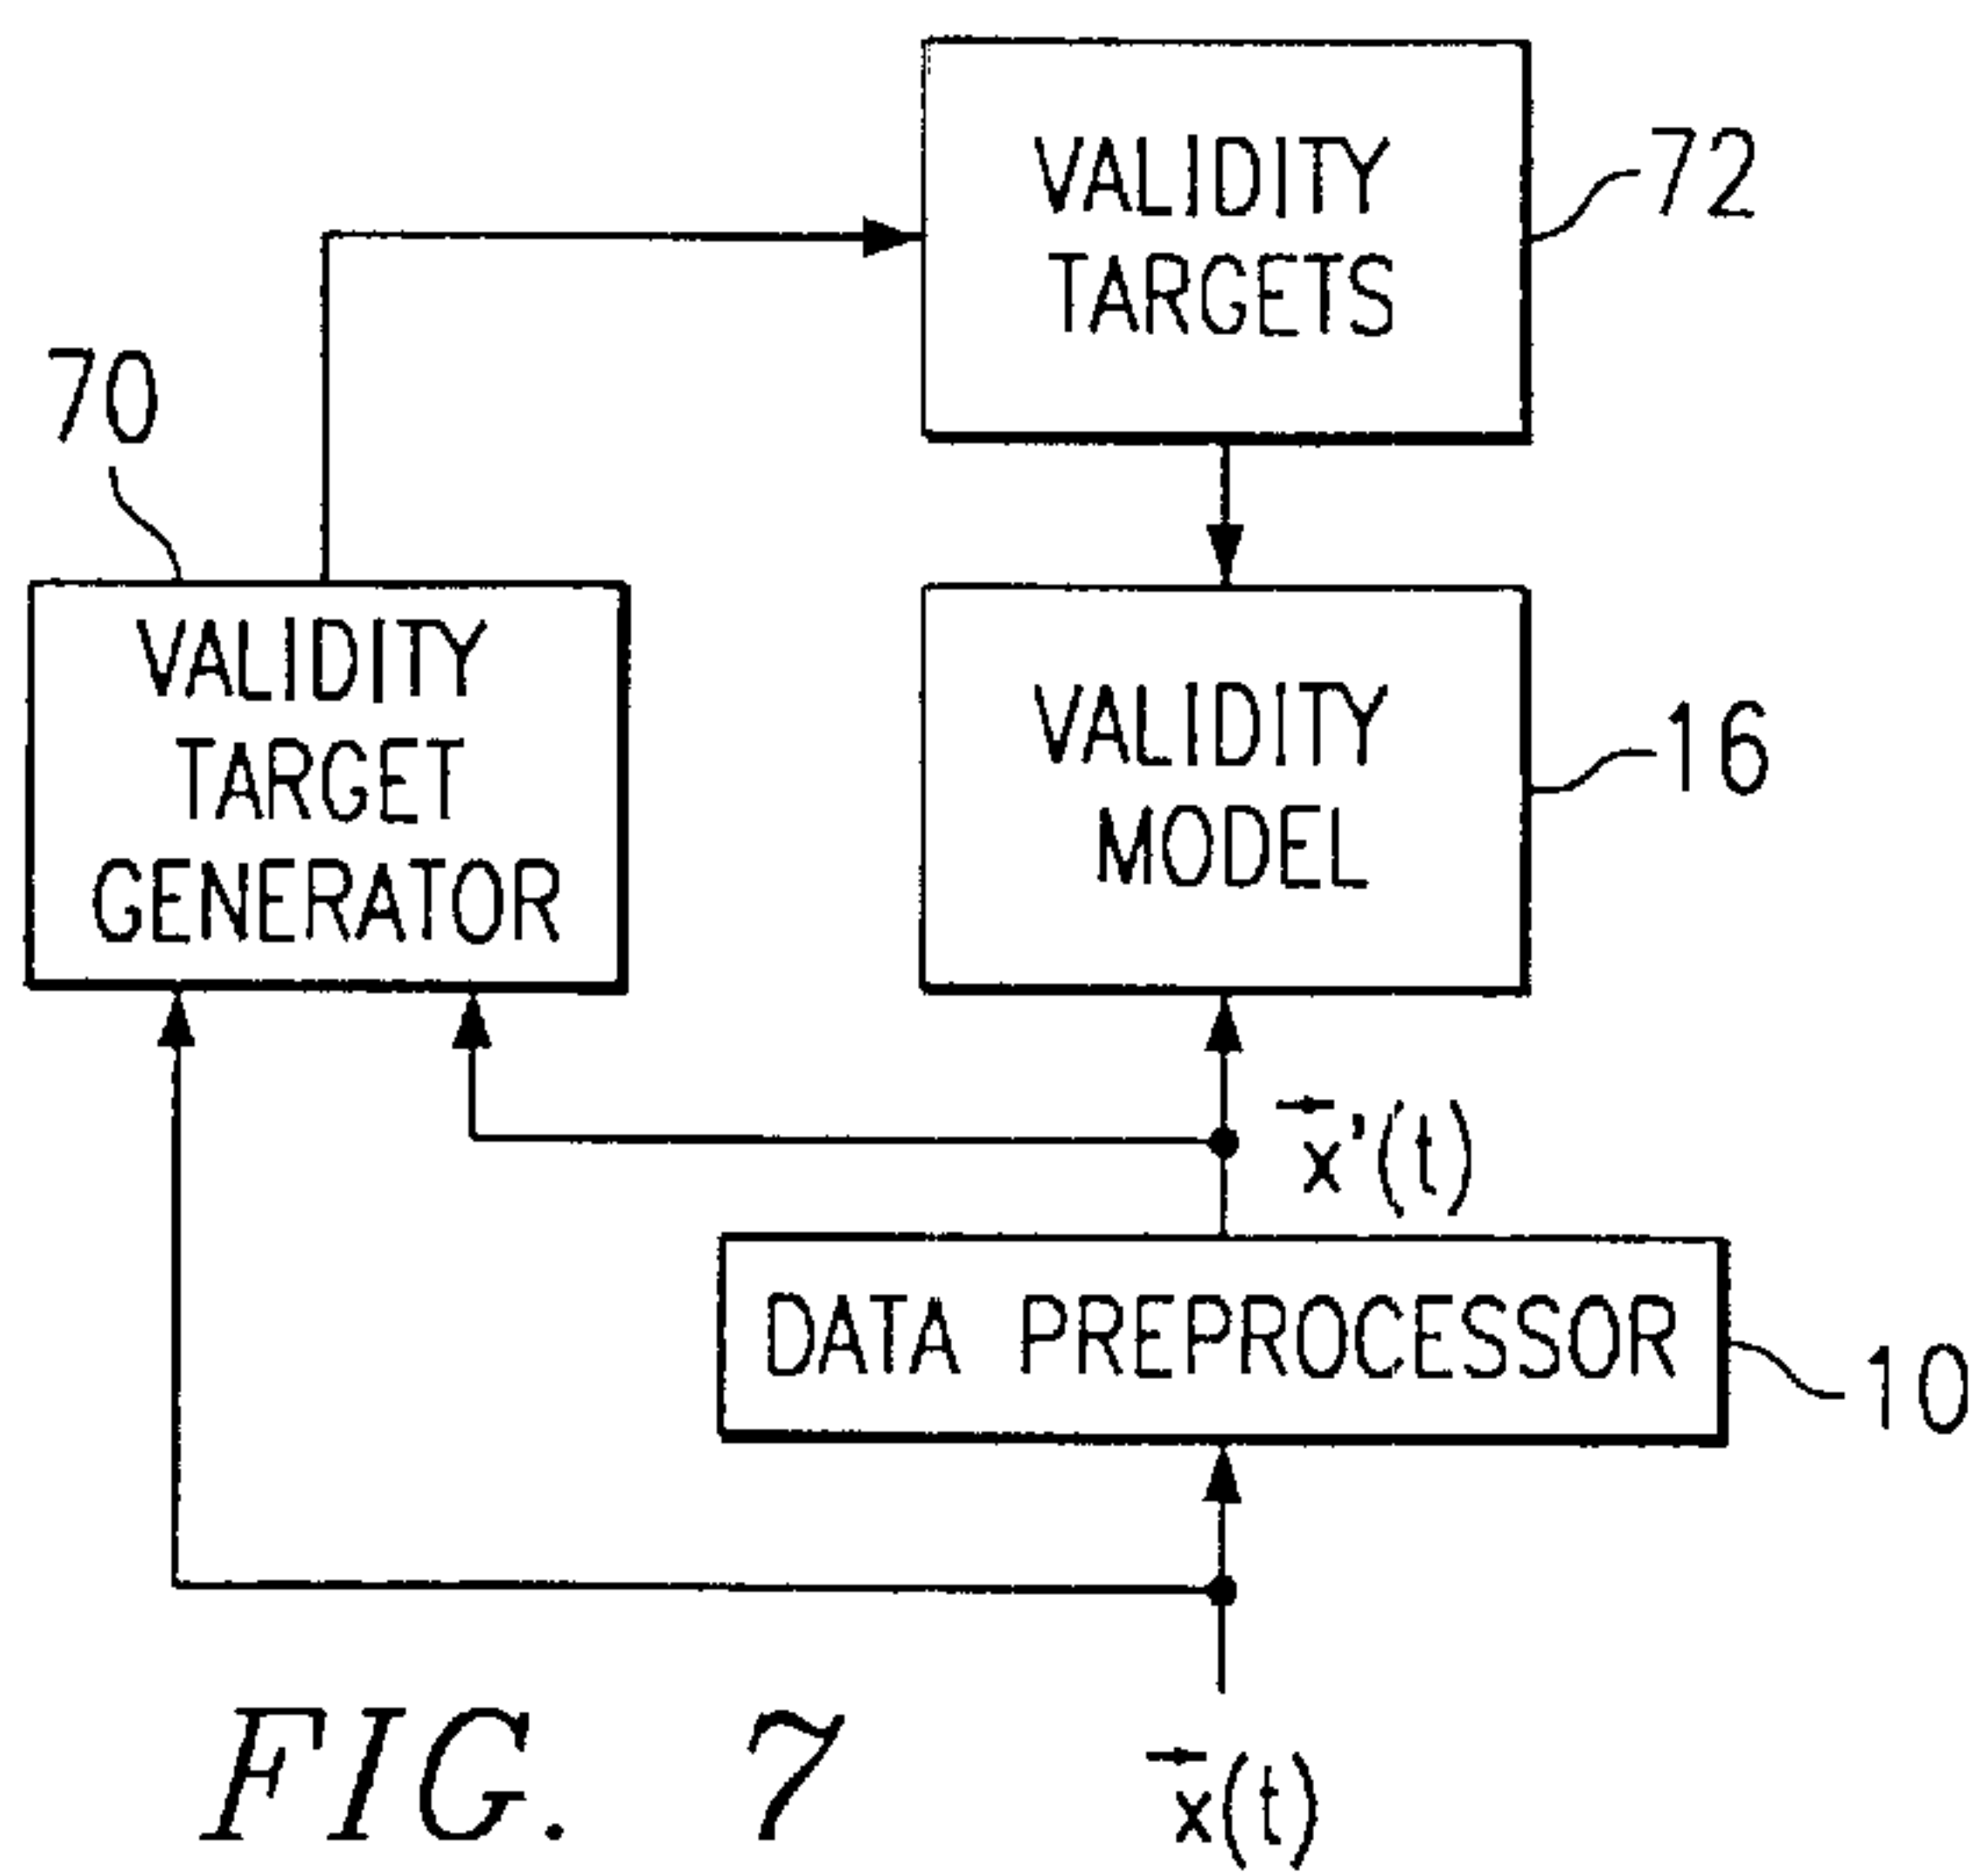 VALIDITY
TARGETS
72
70
VALIDITY
TARGET
GENERATOR
VALIDITY
MODEL
16
x⃗'(t)
DATA PREPROCESSOR
10
FIG. 7
x⃗(t)